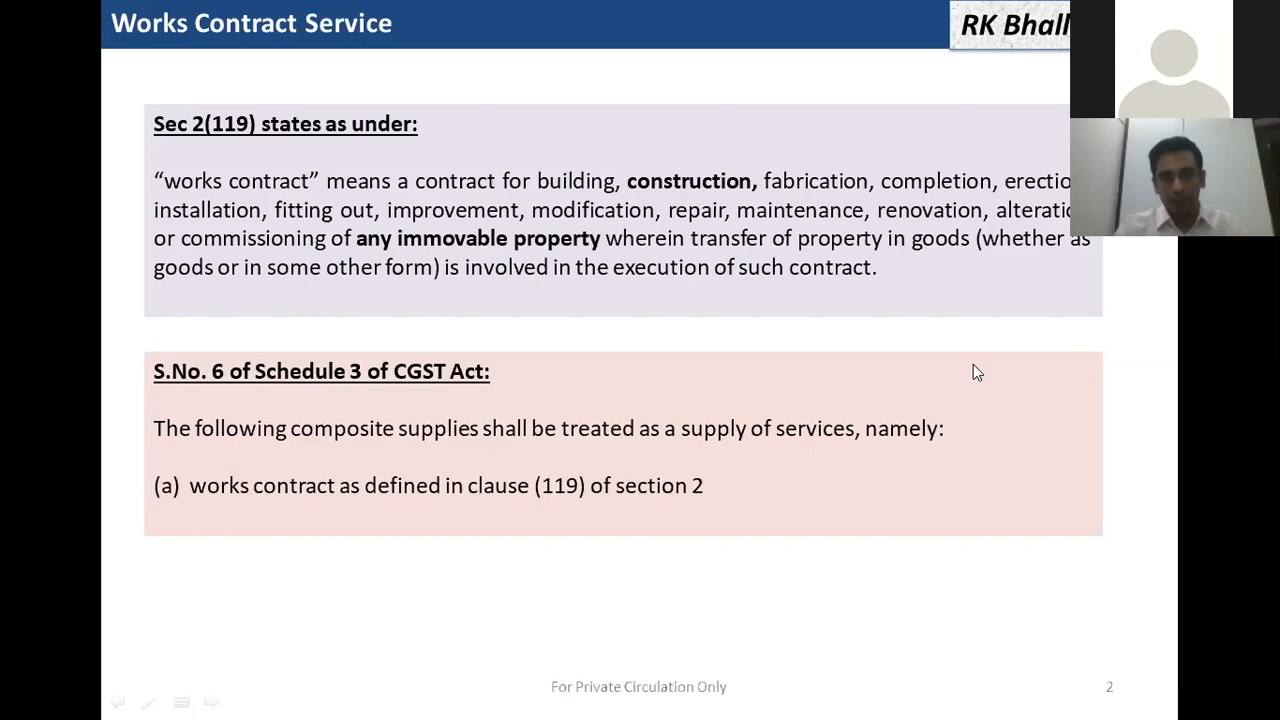 Works Contract Service
RK Bhall
Sec 2(119) states as under:
“works contract” means a contract for building, construction, fabrication, completion, erectio
installation, fitting out, improvement, modification, repair, maintenance, renovation, alteratio
or commissioning of any immovable property wherein transfer of property in goods (whether as
goods or in some other form) is involved in the execution of such contract.
S.No. 6 of Schedule 3 of CGST Act:
The following composite supplies shall be treated as a supply of services, namely:
(a) works contract as defined in clause (119) of section 2
For Private Circulation Only
2